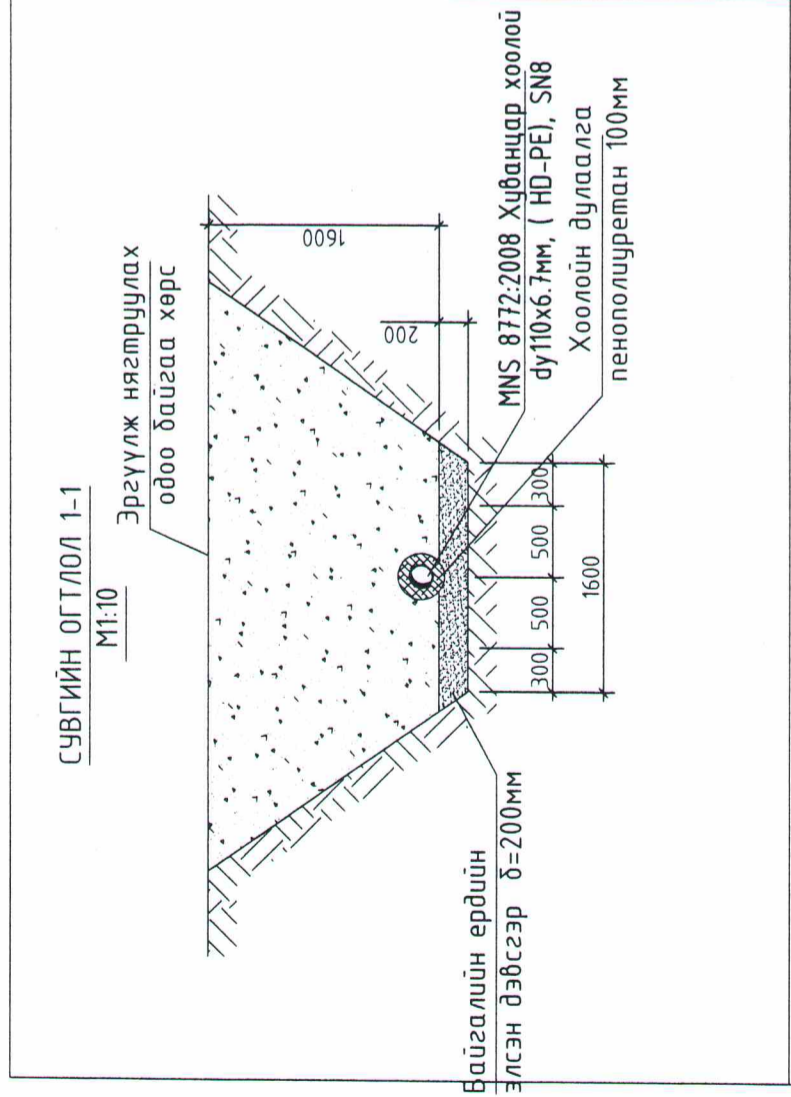 СУВГИЙН ОГТЛОЛ 1-1
М1:10
Эргүүлж нягтруулах
одоо байгаа хөрс
1600
200
MNS 8772:2008 Хуванцар хоолой
dy110x6.7мм, ( HD-PE), SN8
Хоолойн дулаалга
пенополиуретан 100мм
300
500
500
300
1600
Байгалийн ердийн
элсэн дэвсгэр δ=200мм